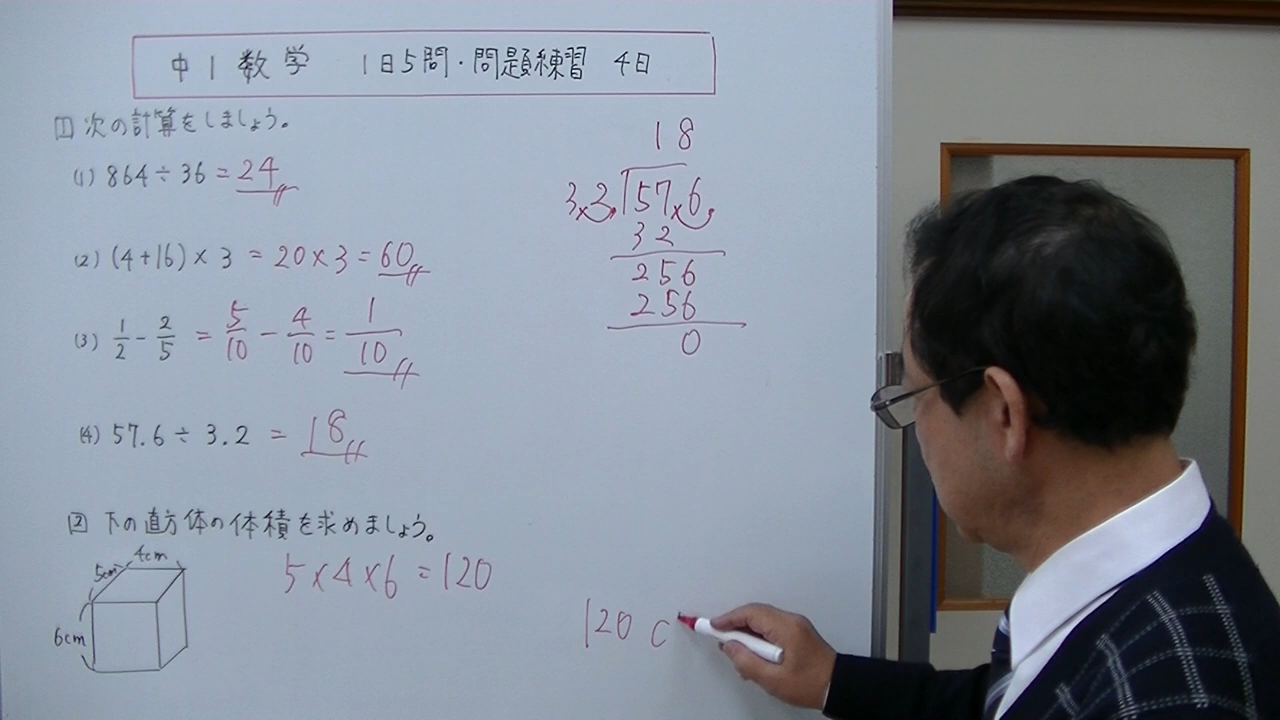 中1 数学 1日5問・問題練習 4日
1 次の計算をしましょう。
(1) 864 ÷ 36 = 24
(2) (4+16) × 3 = 20 × 3 = 60
(3) 1/2 - 2/5 = 5/10 - 4/10 = 1/10
(4) 57.6 ÷ 3.2 = 18
18
3.2 57.6
32
256
256
0
2 下の直方体の体積を求めましょう。
4cm
5cm
6cm
5 × 4 × 6 = 120
120 c